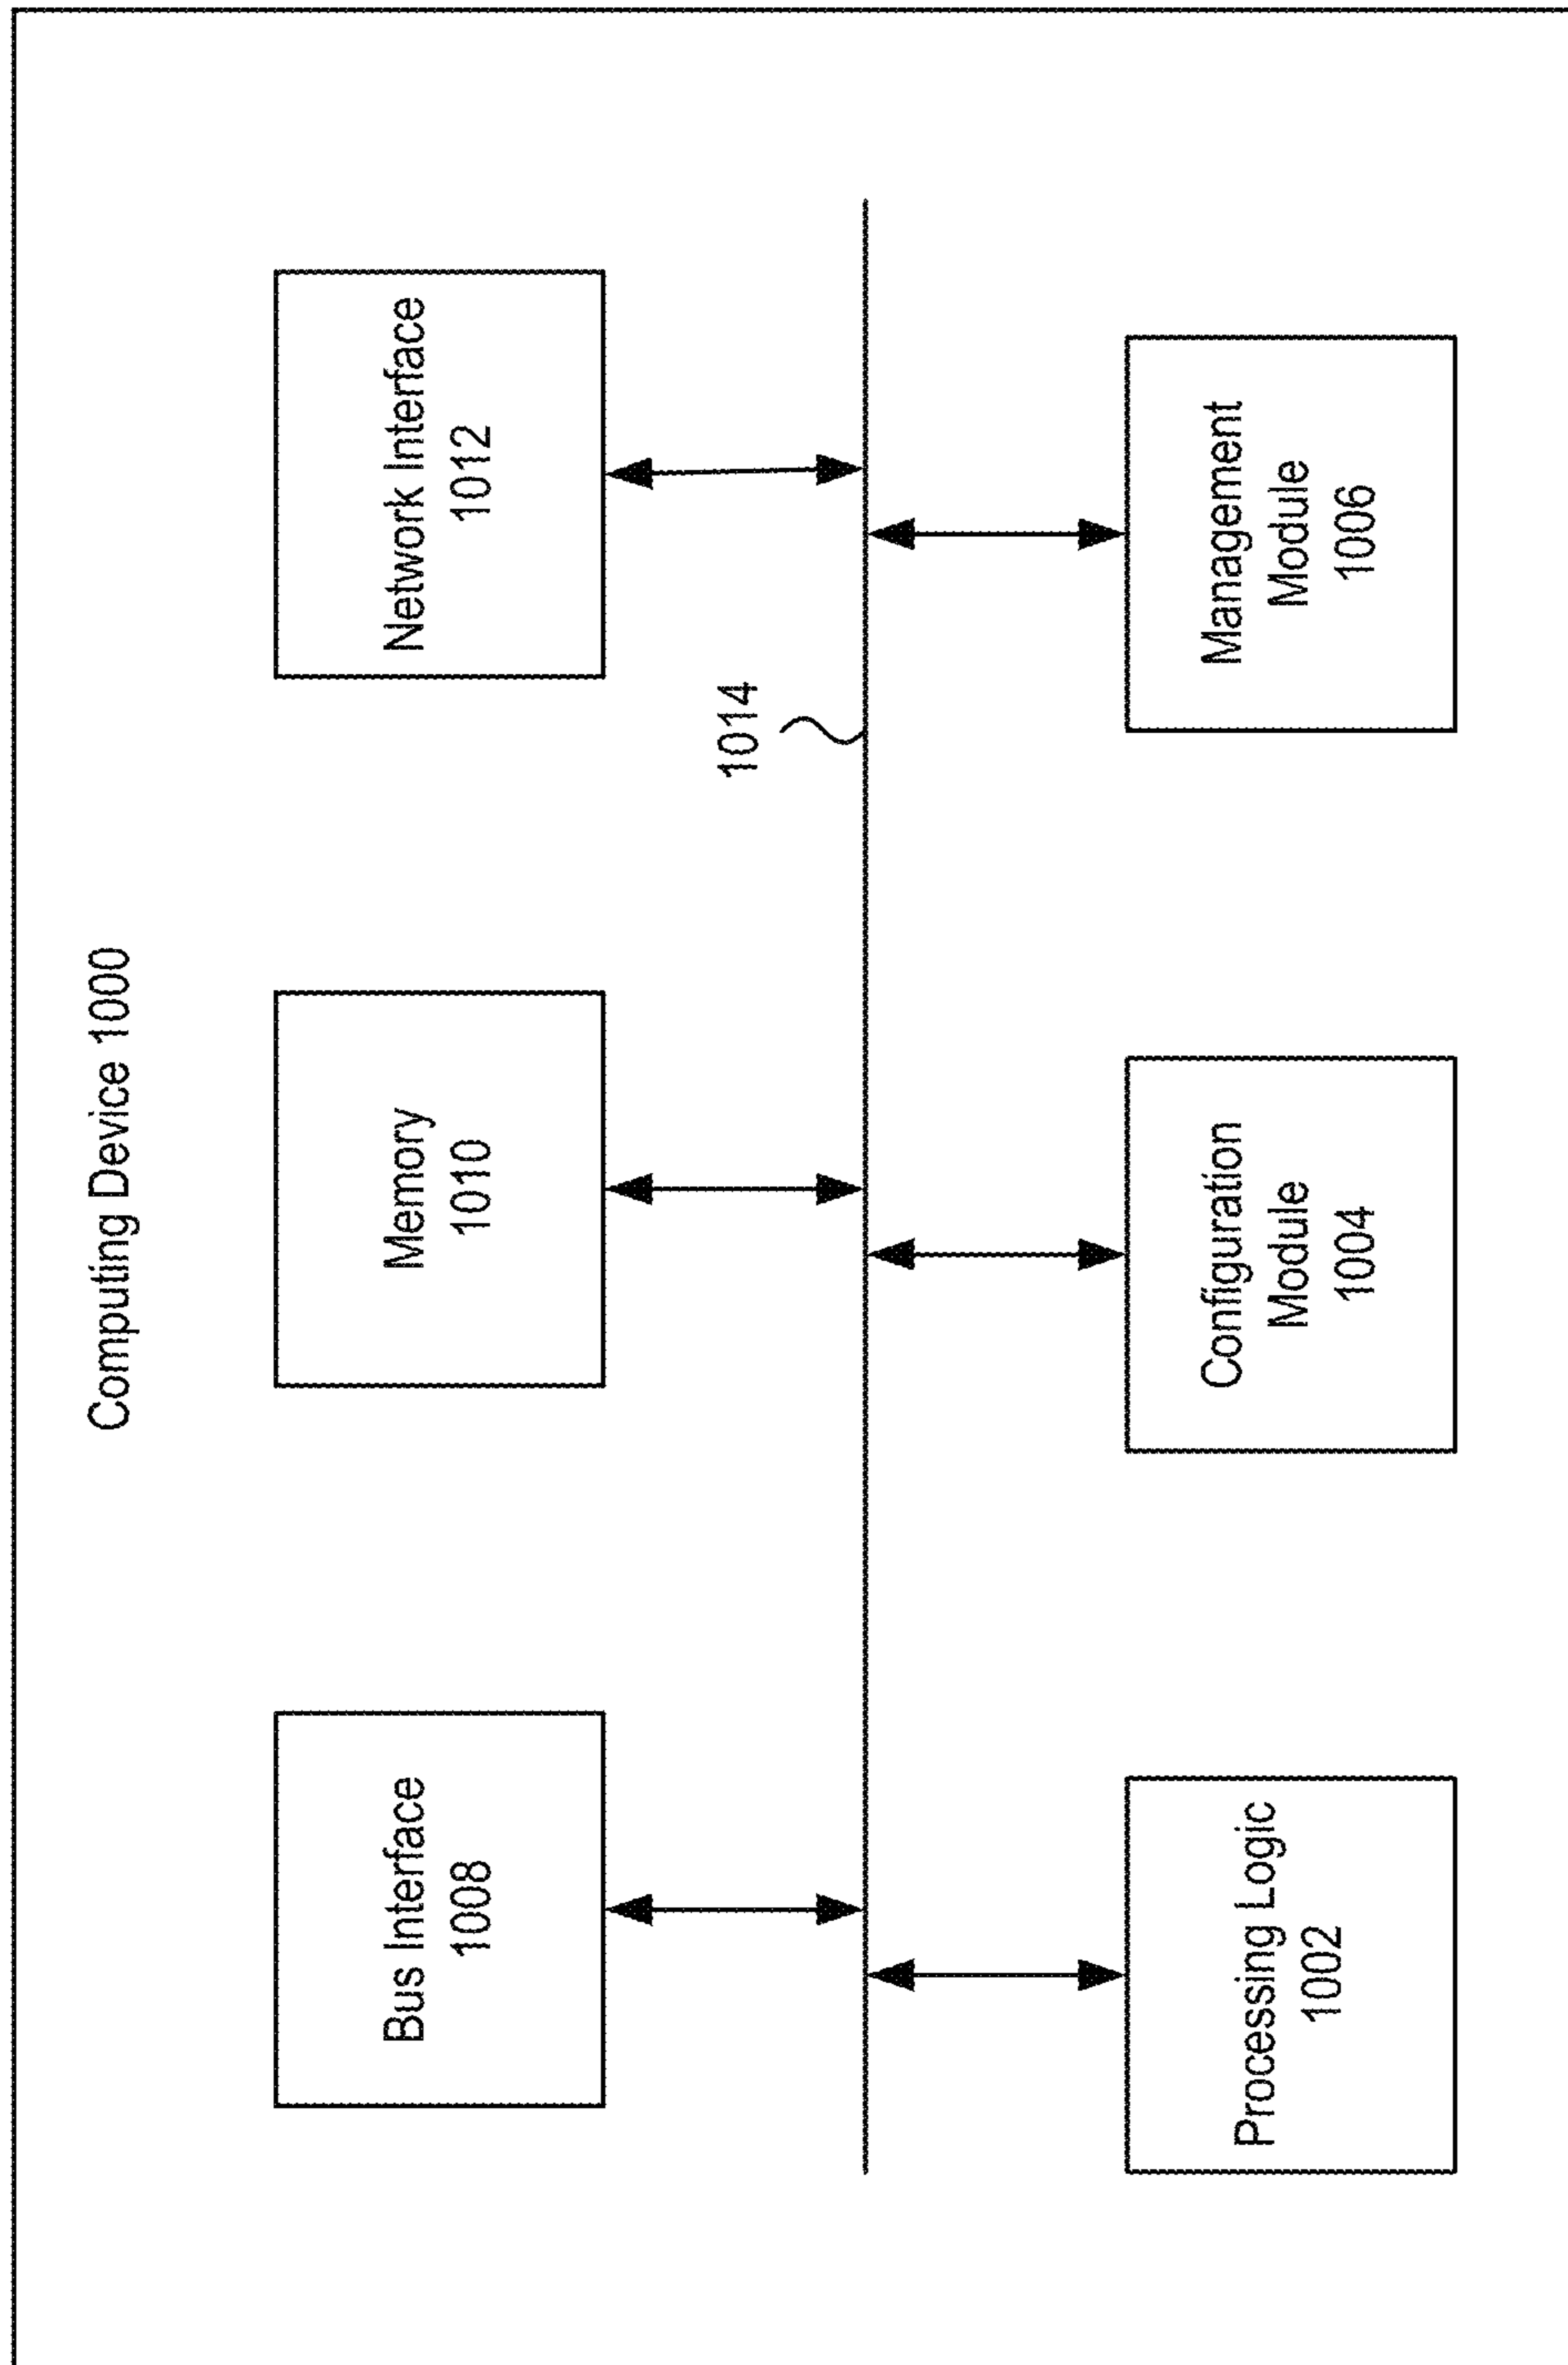 Computing Device 1000
Bus Interface
1008
Memory
1010
Network Interface
1012
1014
Processing Logic
1002
Configuration
Module
1004
Management
Module
1006